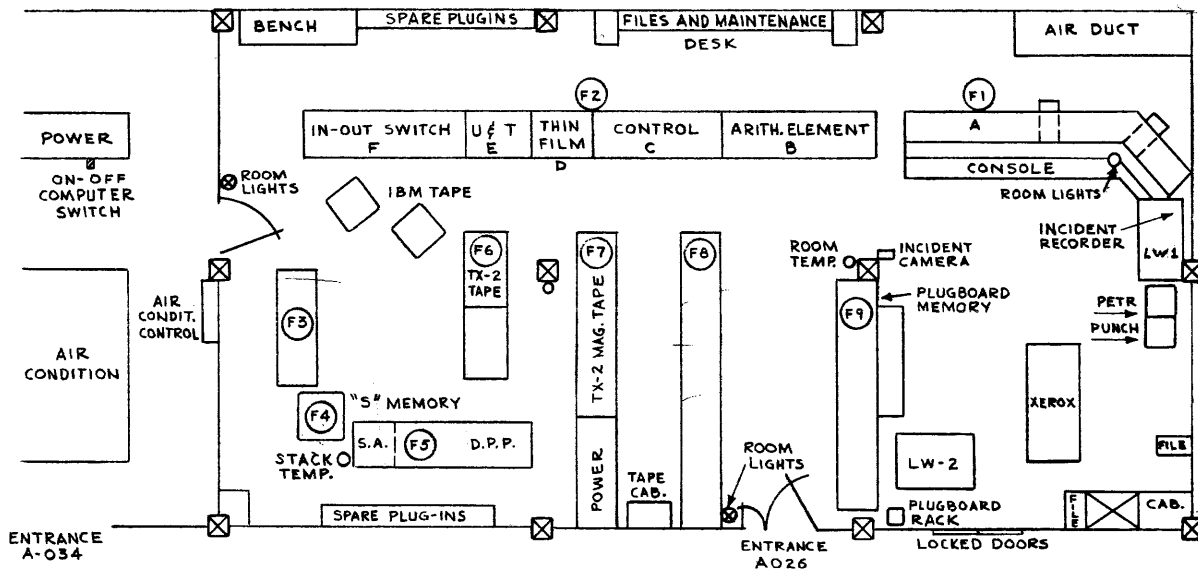 BENCH
SPARE PLUGINS
FILES AND MAINTENANCE
DESK
AIR DUCT
F2
F1
POWER
IN-OUT SWITCH
F
U & T
E
THIN
FILM
D
CONTROL
C
ARITH. ELEMENT
B
A
CONSOLE
ON-OFF
COMPUTER
SWITCH
ROOM
LIGHTS
IBM TAPE
ROOM LIGHTS
INCIDENT
RECORDER
LW1
F6
TX-2
TAPE
F7
TX-2 MAG. TAPE
POWER
F8
ROOM
TEMP.
INCIDENT
CAMERA
PLUGBOARD
MEMORY
F9
PETR
PUNCH
AIR
CONDIT.
CONTROL
F3
AIR
CONDITION
F4
"S" MEMORY
S.A.
F5
D.P.P.
STACK
TEMP.
XEROX
LW-2
FILE
ROOM
LIGHTS
TAPE
CAB.
SPARE PLUG-INS
PLUGBOARD
RACK
FILE
CAB.
ENTRANCE
A-034
ENTRANCE
A026
LOCKED DOORS